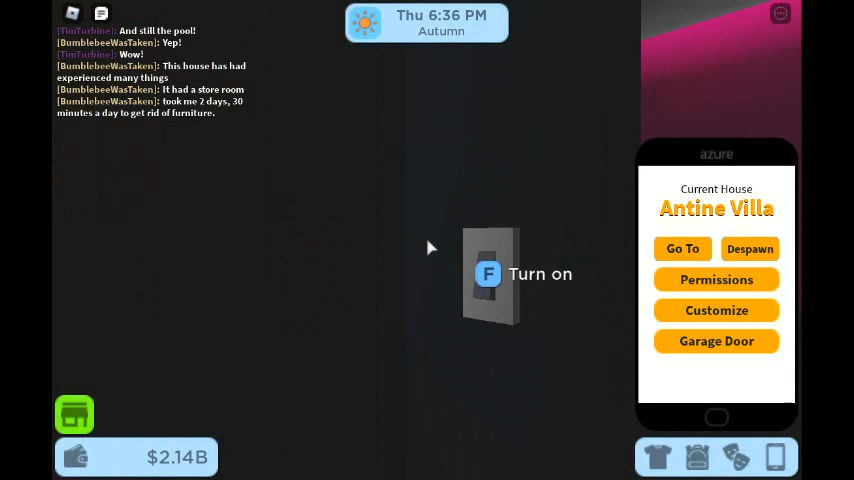 Thu 6:36 PM
Autumn
[TimTurbine]: And still the pool!
[BumblebeeWasTaken]: Yep!
[TimTurbine]: Wow!
[BumblebeeWasTaken]: This house has had
experienced many things
[BumblebeeWasTaken]: It had a store room
[BumblebeeWasTaken]: took me 2 days, 30
minutes a day to get rid of furniture.
azure
Current House
Antine Villa
Go To
Despawn
Permissions
Customize
Garage Door
F Turn on
$2.14B